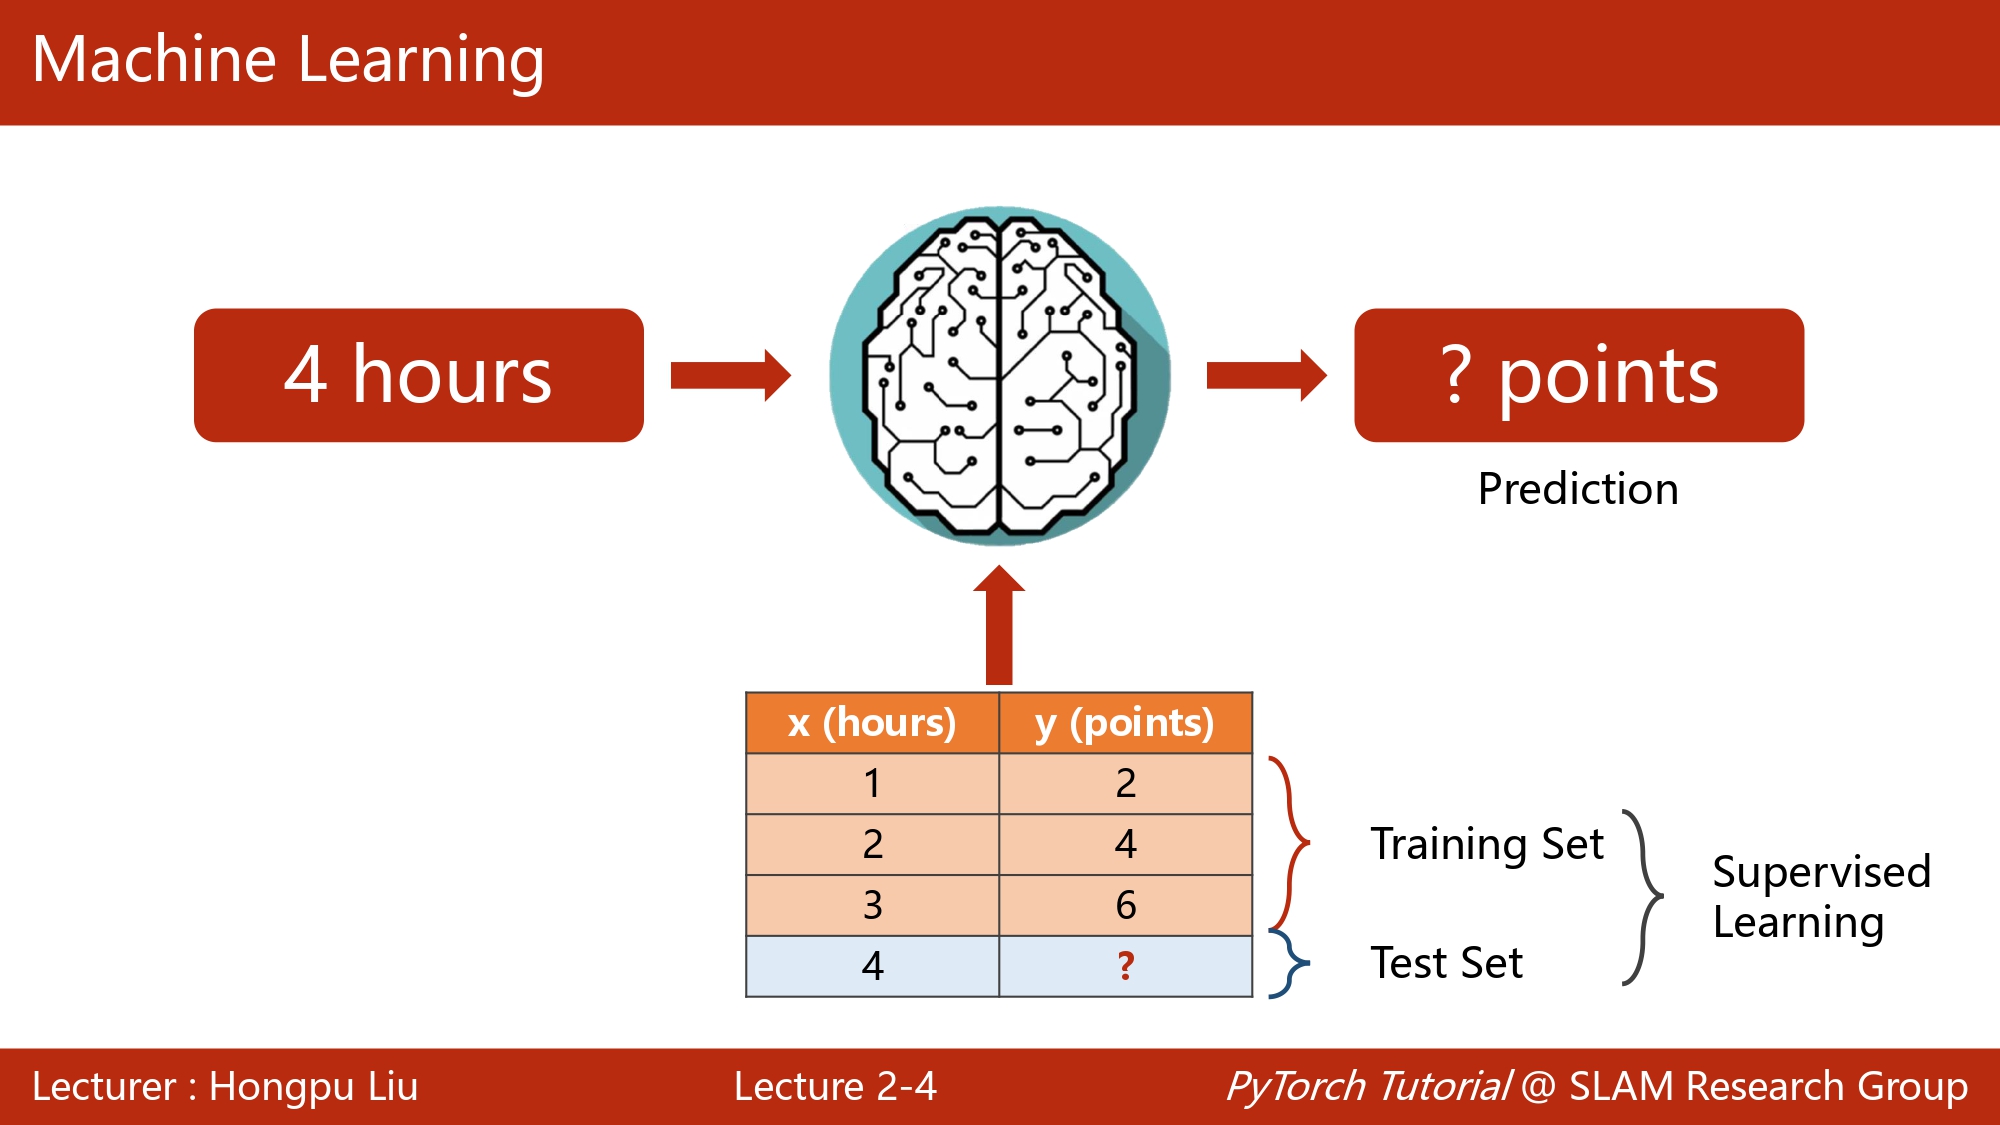 Machine Learning
4 hours
? points
Prediction
x (hours) y (points)
1 2
2 4
3 6
4 ?
Training Set
Test Set
Supervised
Learning
Lecturer : Hongpu Liu
Lecture 2-4
PyTorch Tutorial @ SLAM Research Group